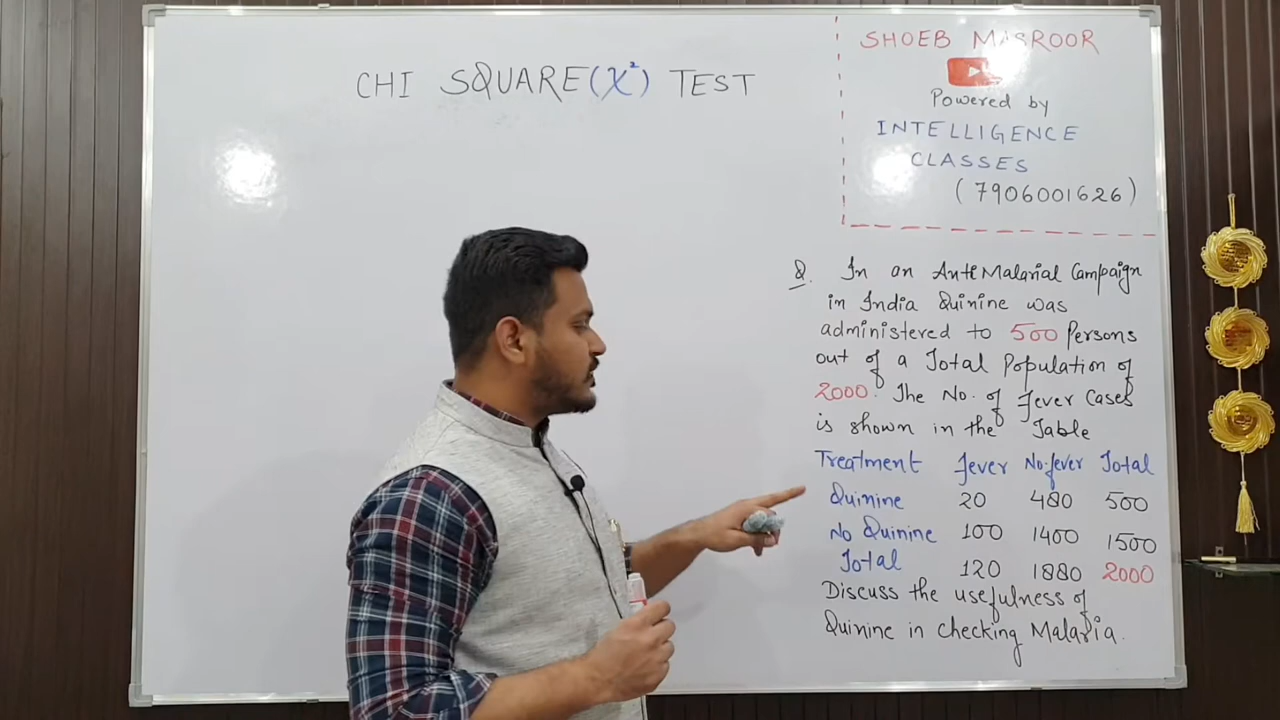 CHI SQUARE (χ²) TEST
SHOEB MASROOR
Powered by
INTELLIGENCE
CLASSES
(7906001626)
Q. In an Anti Malarial Campaign
in India Quinine was
administered to 500 Persons
out of a Total Population of
2000. The No. of Fever Cases
is shown in the Table
Treatment Fever No.fever Total
Quinine 20 480 500
No Quinine 100 1400 1500
Total 120 1880 2000
Discuss the usefulness of
Quinine in checking Malaria.